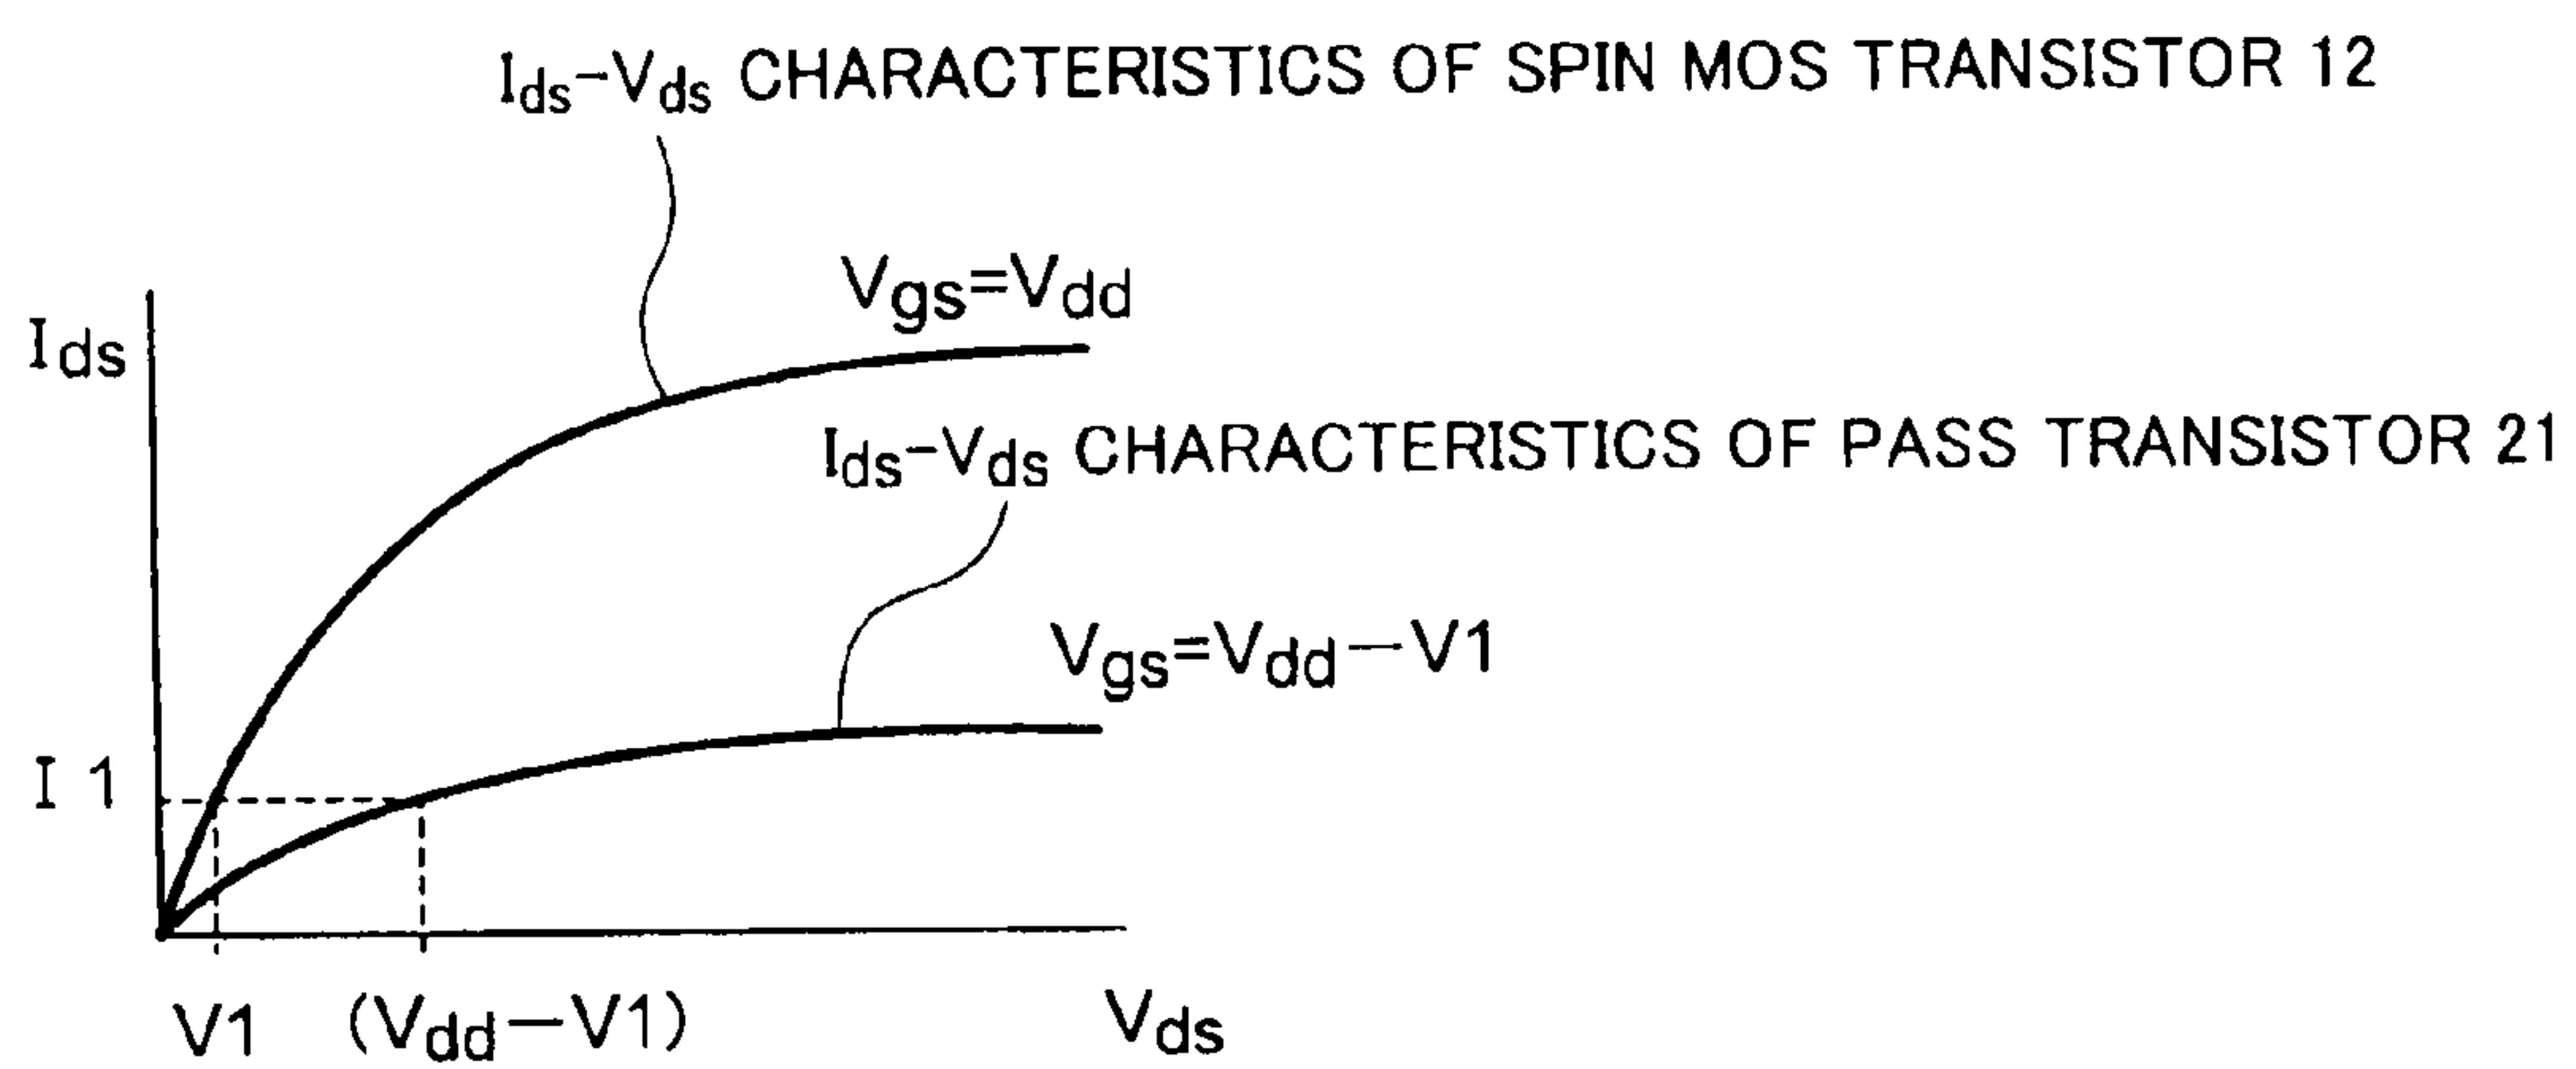 Ids-Vds CHARACTERISTICS OF SPIN MOS TRANSISTOR 12
Vgs=Vdd
Ids
Ids-Vds CHARACTERISTICS OF PASS TRANSISTOR 21
Vgs=Vdd-V1
I 1
V1
(Vdd-V1)
Vds